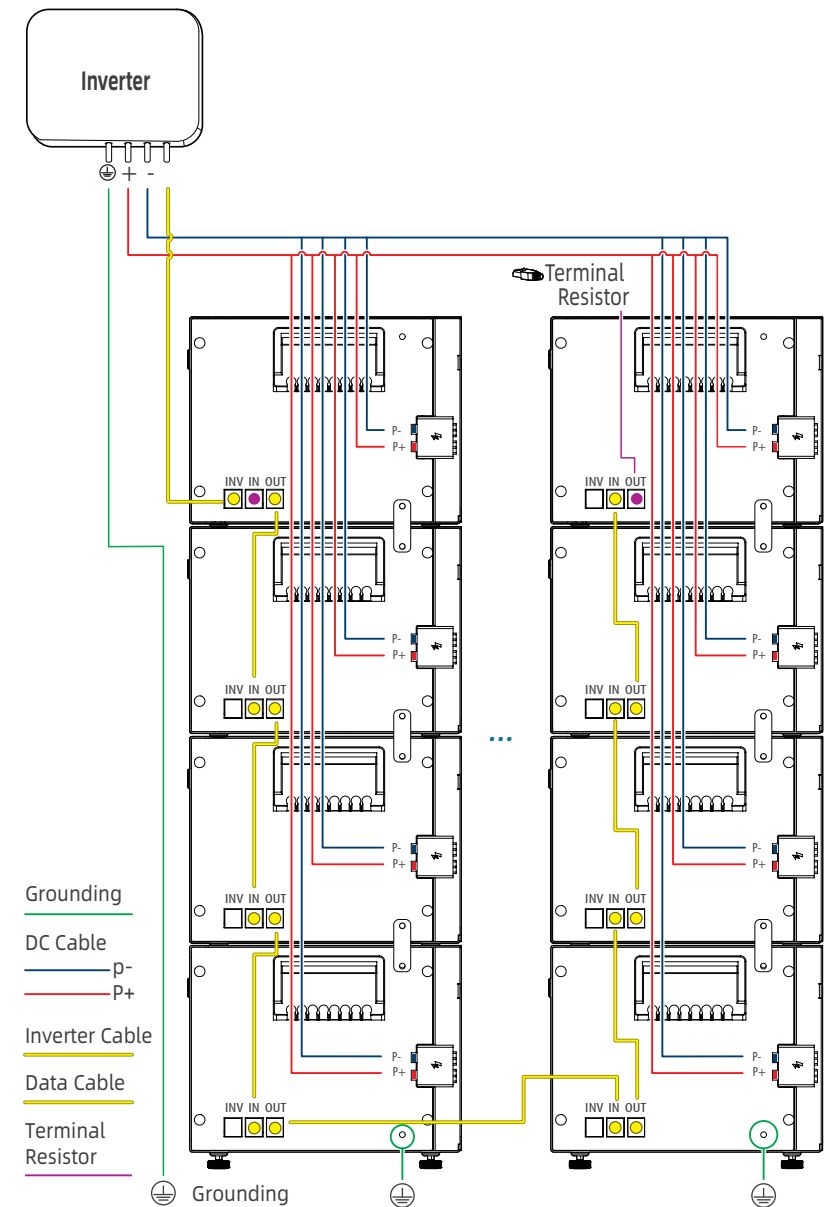 Inverter
+ -
Terminal
Resistor
P-
P+
INV IN OUT
P-
P+
INV IN OUT
P-
P+
INV IN OUT
P-
P+
INV IN OUT
...
P-
P+
INV IN OUT
P-
P+
INV IN OUT
P-
P+
INV IN OUT
P-
P+
INV IN OUT
Grounding
DC Cable
p-
P+
Inverter Cable
Data Cable
Terminal
Resistor
Grounding